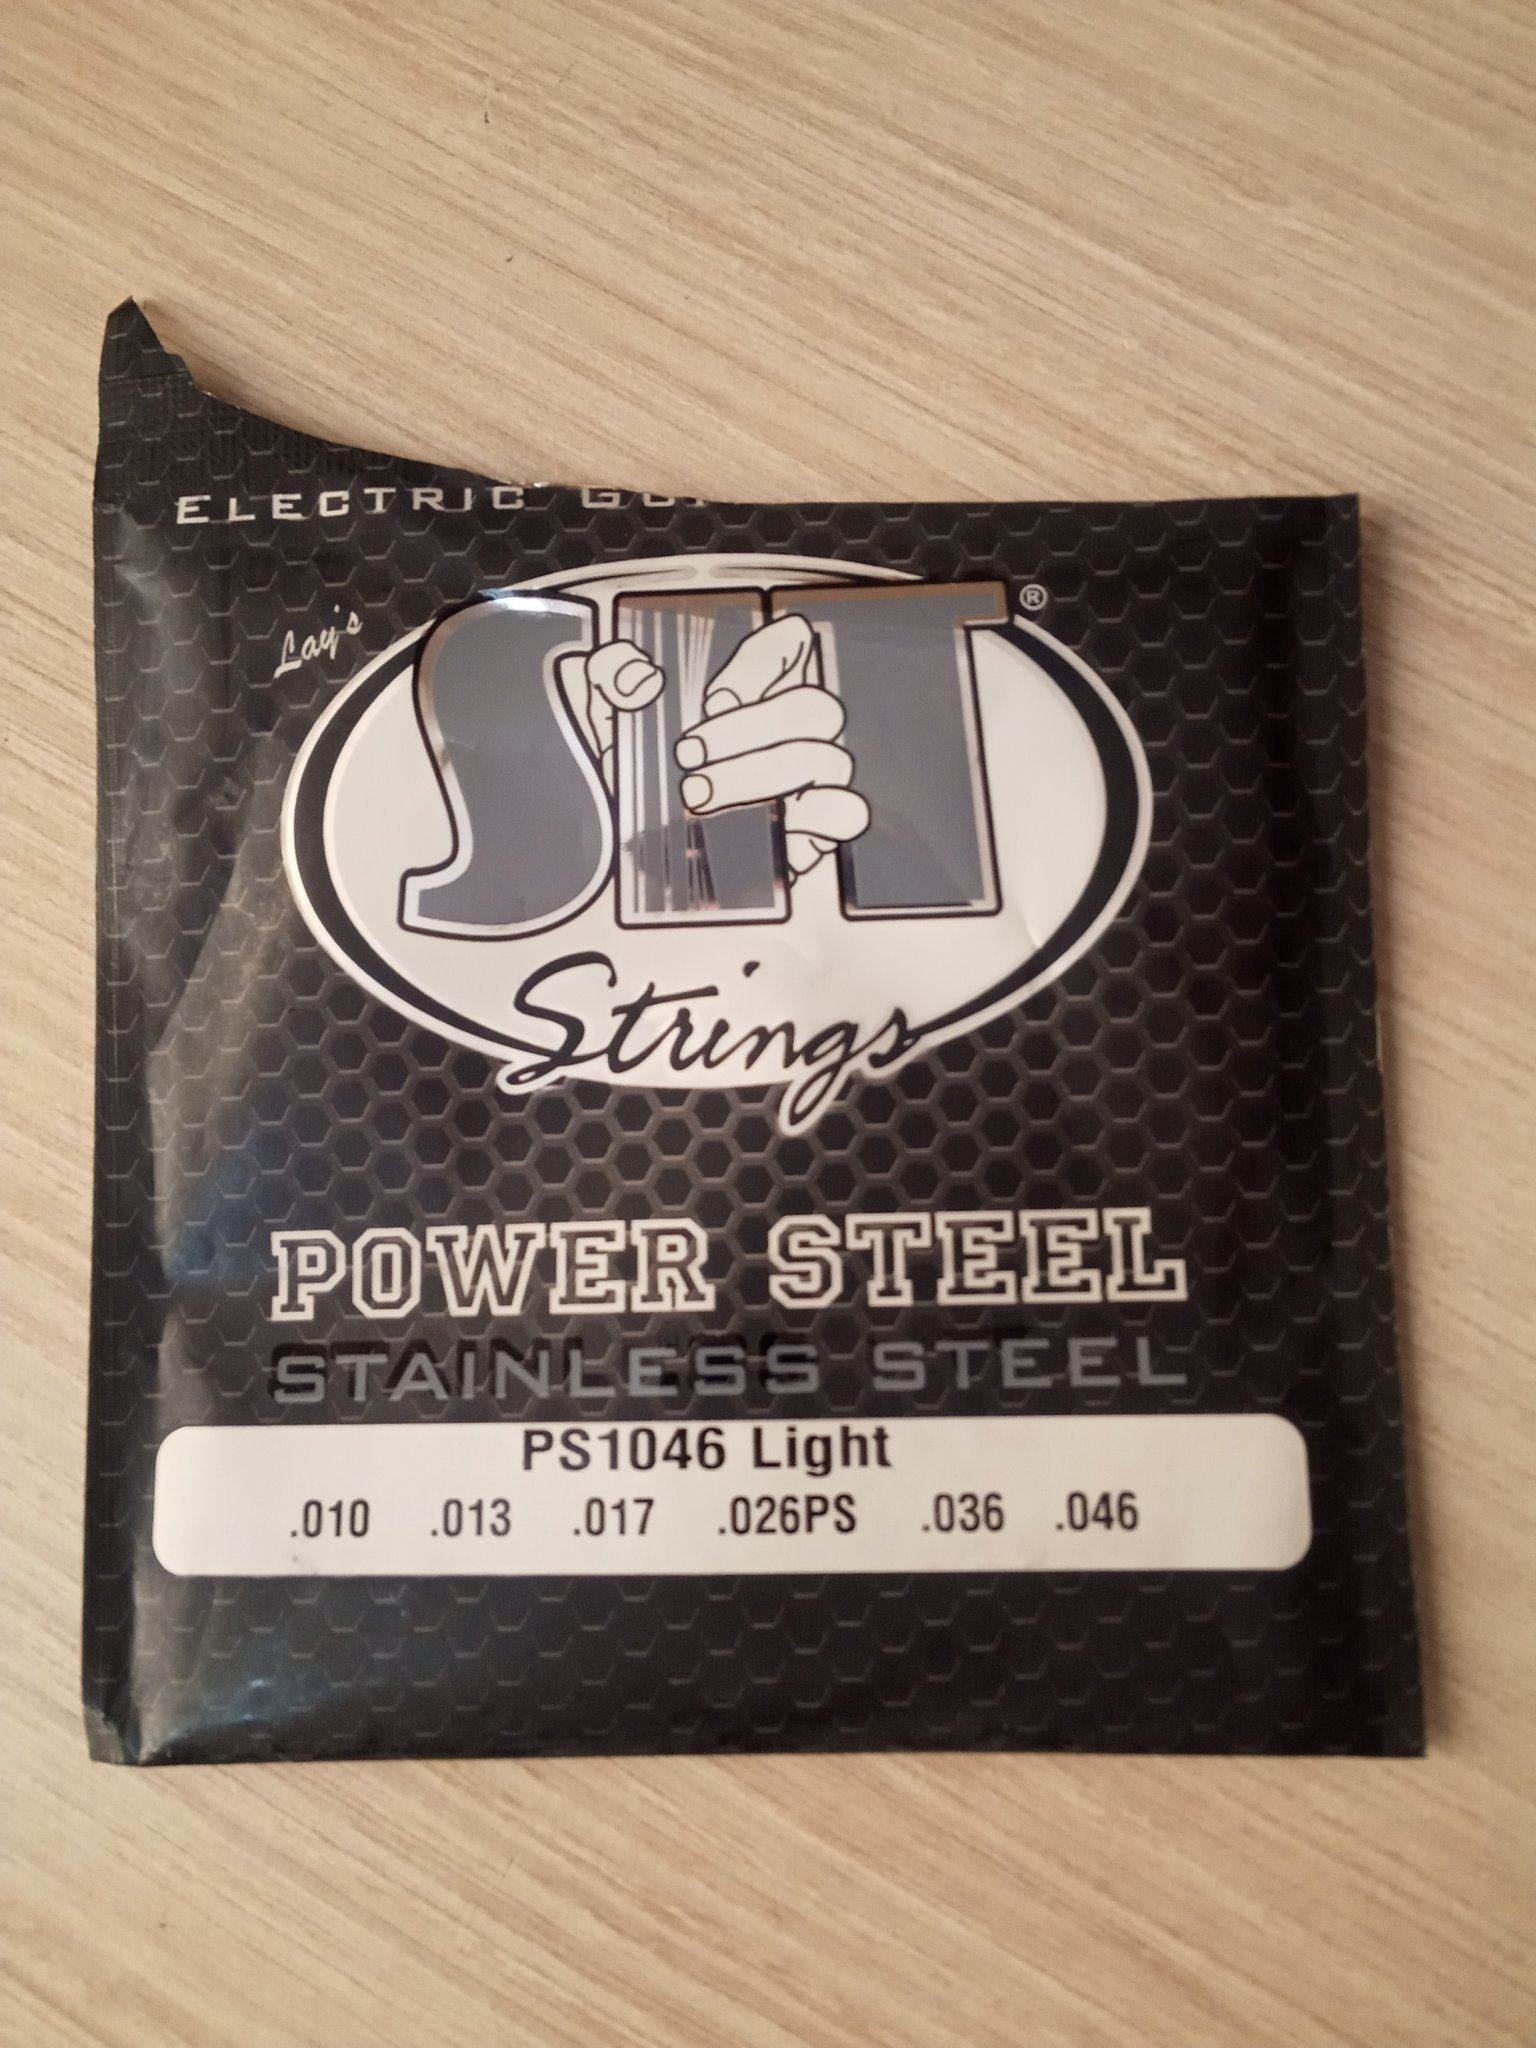 ELECTRIC
Lay's
SIT®
Strings
POWER STEEL
STAINLESS STEEL
PS1046 Light
.010 .013 .017 .026PS .036 .046